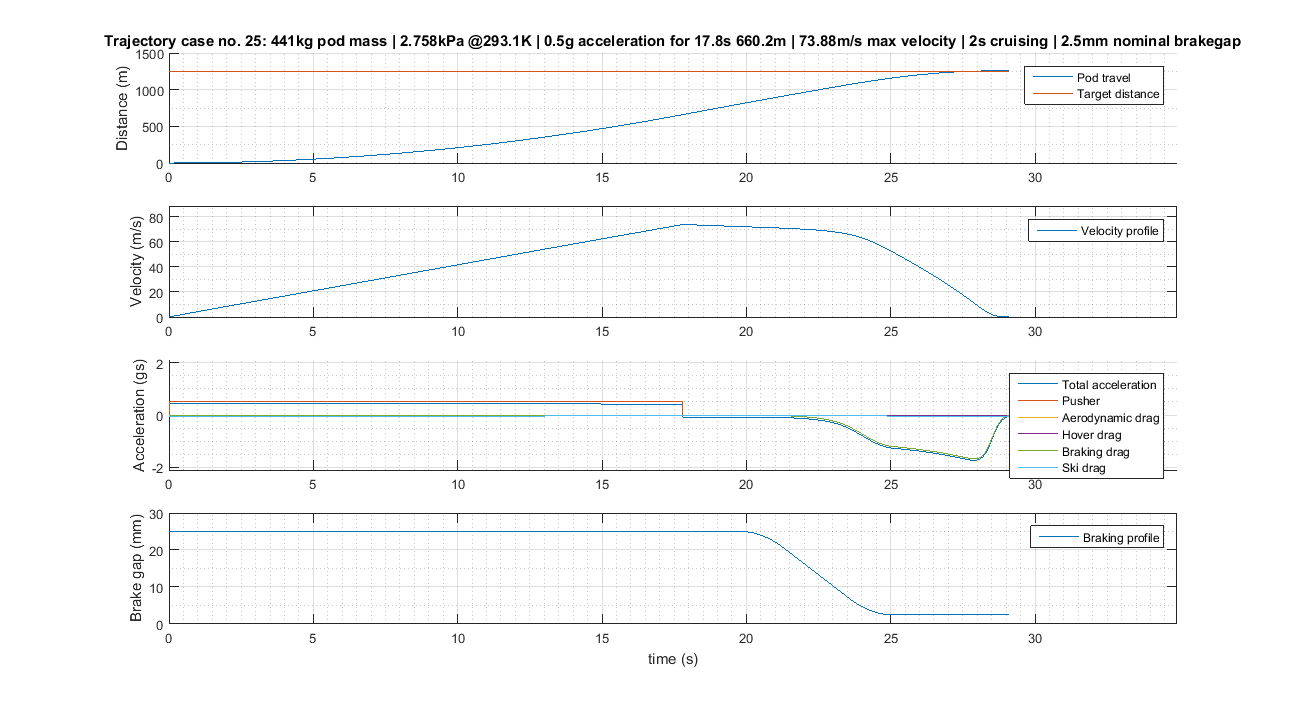 Trajectory case no. 25: 441kg pod mass | 2.758kPa @293.1K | 0.5g acceleration for 17.8s 660.2m | 73.88m/s max velocity | 2s cruising | 2.5mm nominal brakegap
Distance (m)
1500
1000
500
0
0 5 10 15 20 25 30
Pod travel
Target distance
Velocity (m/s)
80
60
40
20
0
0 5 10 15 20 25 30
Velocity profile
Acceleration (gs)
2
0
-2
0 5 10 15 20 25 30
Total acceleration
Pusher
Aerodynamic drag
Hover drag
Braking drag
Ski drag
Brake gap (mm)
30
20
10
0
0 5 10 15 20 25 30
Braking profile
time (s)